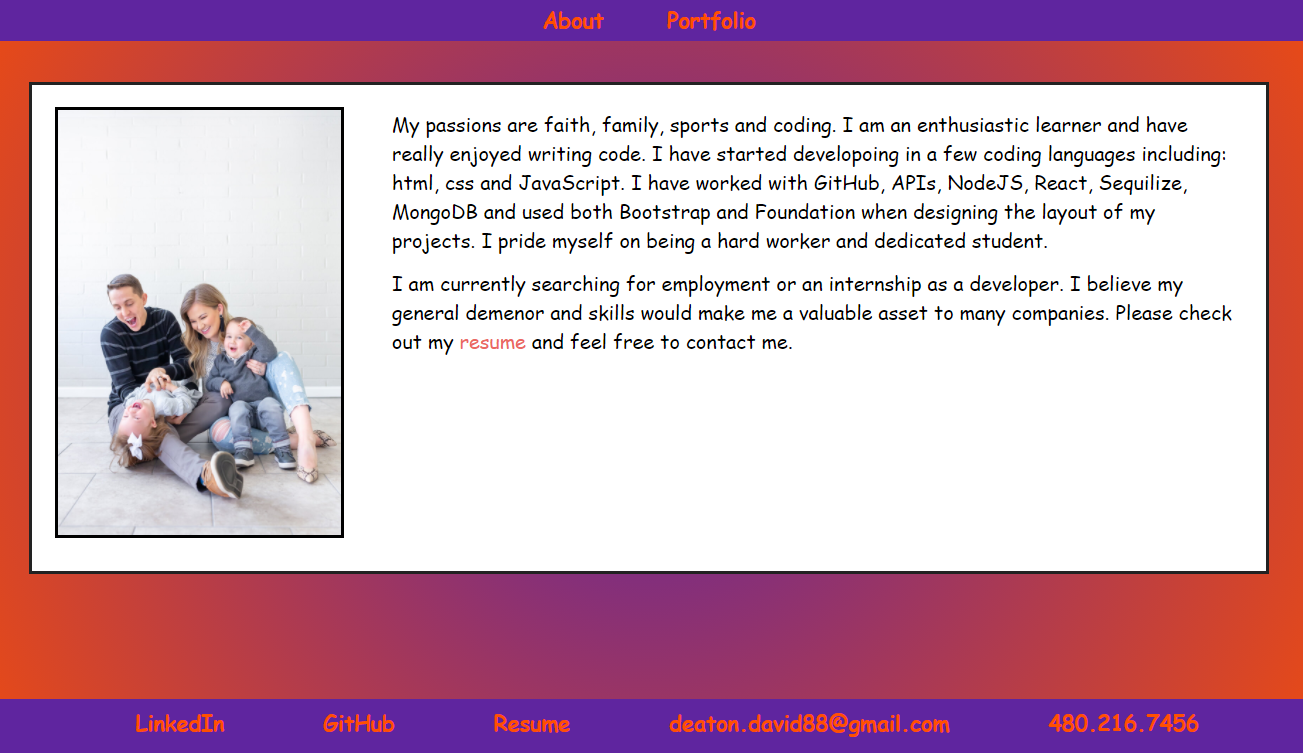 About Portfolio
My passions are faith, family, sports and coding. I am an enthusiastic learner and have
really enjoyed writing code. I have started developoing in a few coding languages including:
html, css and JavaScript. I have worked with GitHub, APIs, NodeJS, React, Sequilize,
MongoDB and used both Bootstrap and Foundation when designing the layout of my
projects. I pride myself on being a hard worker and dedicated student.
I am currently searching for employment or an internship as a developer. I believe my
general demenor and skills would make me a valuable asset to many companies. Please check
out my resume and feel free to contact me.
LinkedIn GitHub Resume deaton.david88@gmail.com 480.216.7456